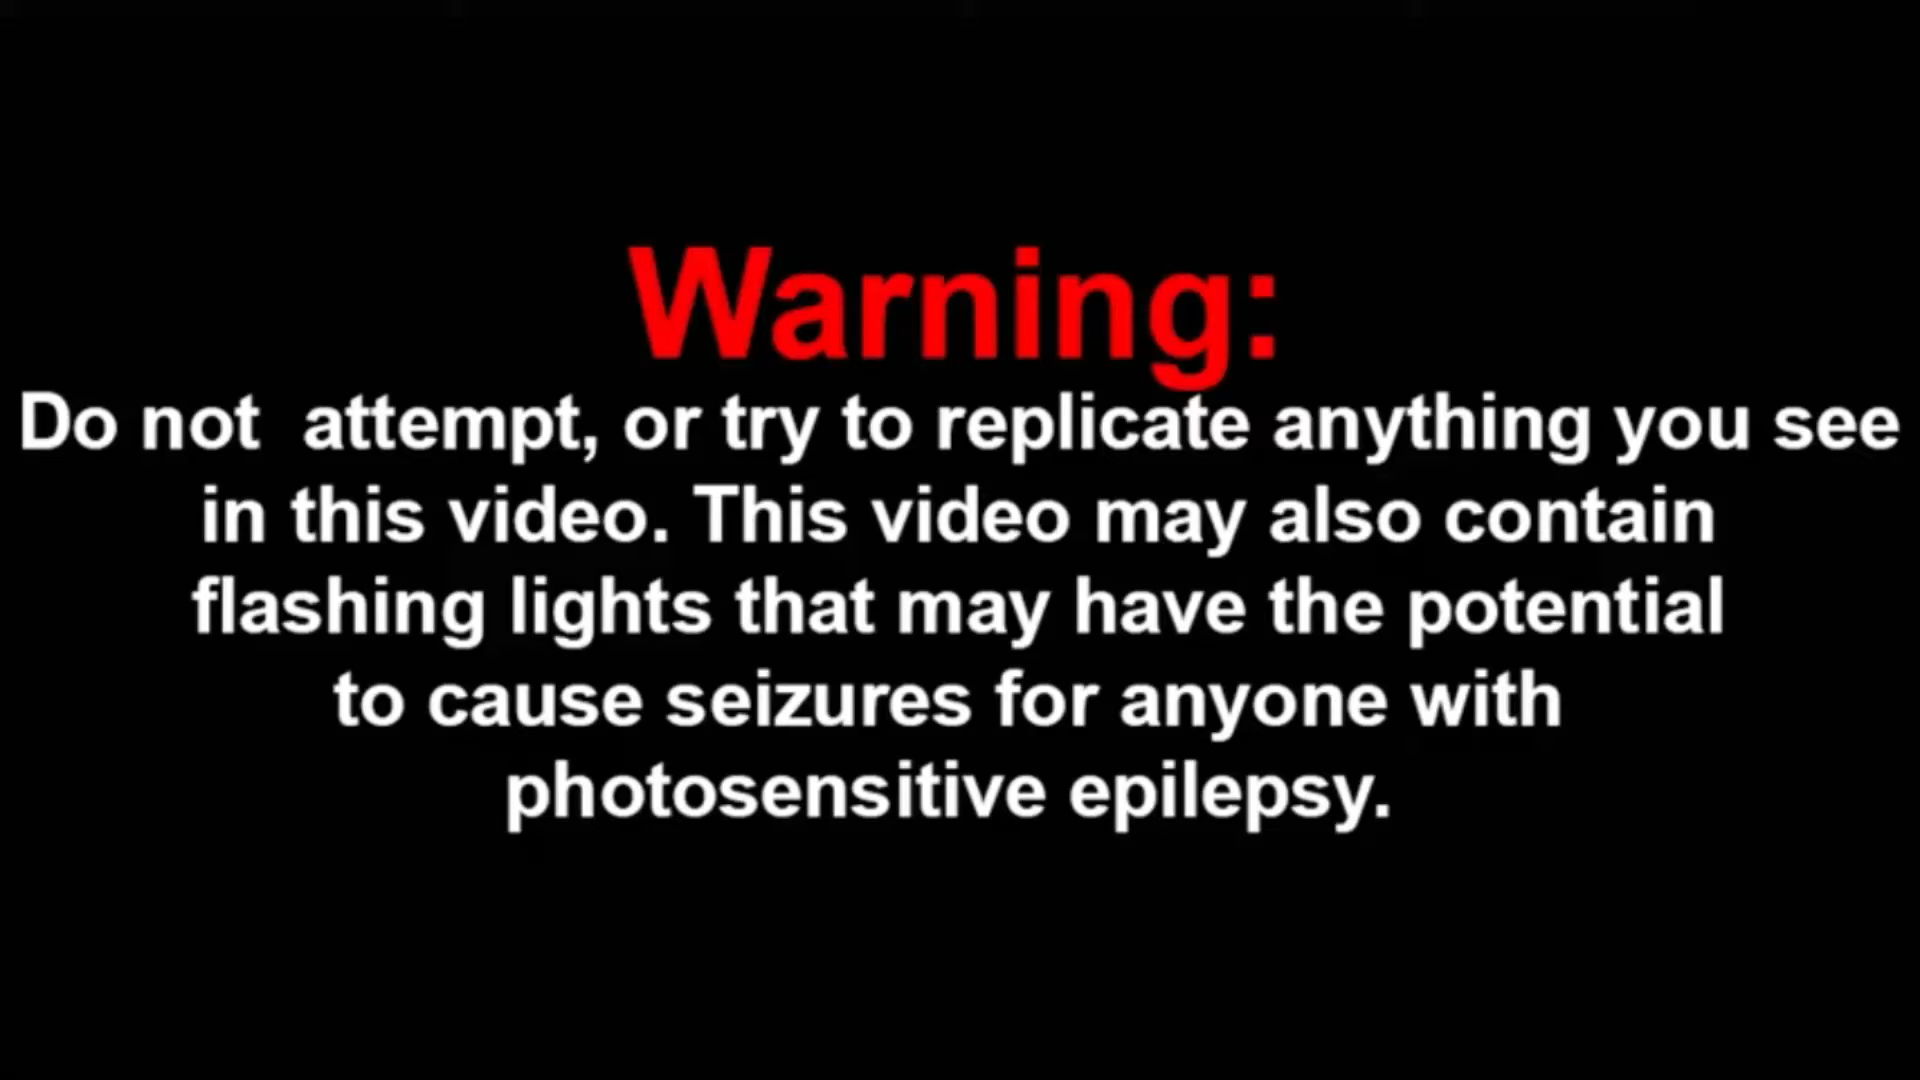 Warning:
Do not  attempt, or try to replicate anything you see
in this video. This video may also contain
flashing lights that may have the potential
to cause seizures for anyone with
photosensitive epilepsy.